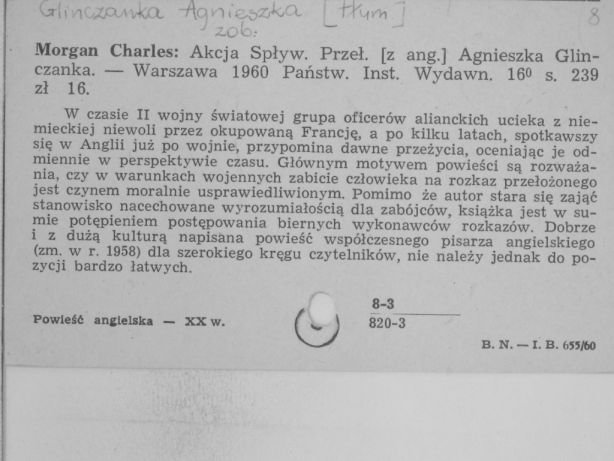 Glinczanka Agnieszka [tłum.]
8
zob:
Morgan Charles: Akcja Spływ. Przeł. [z ang.] Agnieszka Glin-
czanka. — Warszawa 1960 Państw. Inst. Wydawn. 16⁰ s. 239
zł 16.
W czasie II wojny światowej grupa oficerów alianckich ucieka z nie-
mieckiej niewoli przez okupowaną Francję, a po kilku latach, spotkawszy
się w Anglii już po wojnie, przypomina dawne przeżycia, oceniając je od-
miennie w perspektywie czasu. Głównym motywem powieści są rozważa-
nia, czy w warunkach wojennych zabicie człowieka na rozkaz przełożonego
jest czynem moralnie usprawiedliwionym. Pomimo że autor stara się zająć
stanowisko nacechowane wyrozumiałością dla zabójców, książka jest w su-
mie potępieniem postępowania biernych wykonawców rozkazów. Dobrze
i z dużą kulturą napisana powieść współczesnego pisarza angielskiego
(zm. w r. 1958) dla szerokiego kręgu czytelników, nie należy jednak do po-
zycji bardzo łatwych.
8-3
Powieść angielska — XX w.
820-3
B. N. — I. B. 655/60